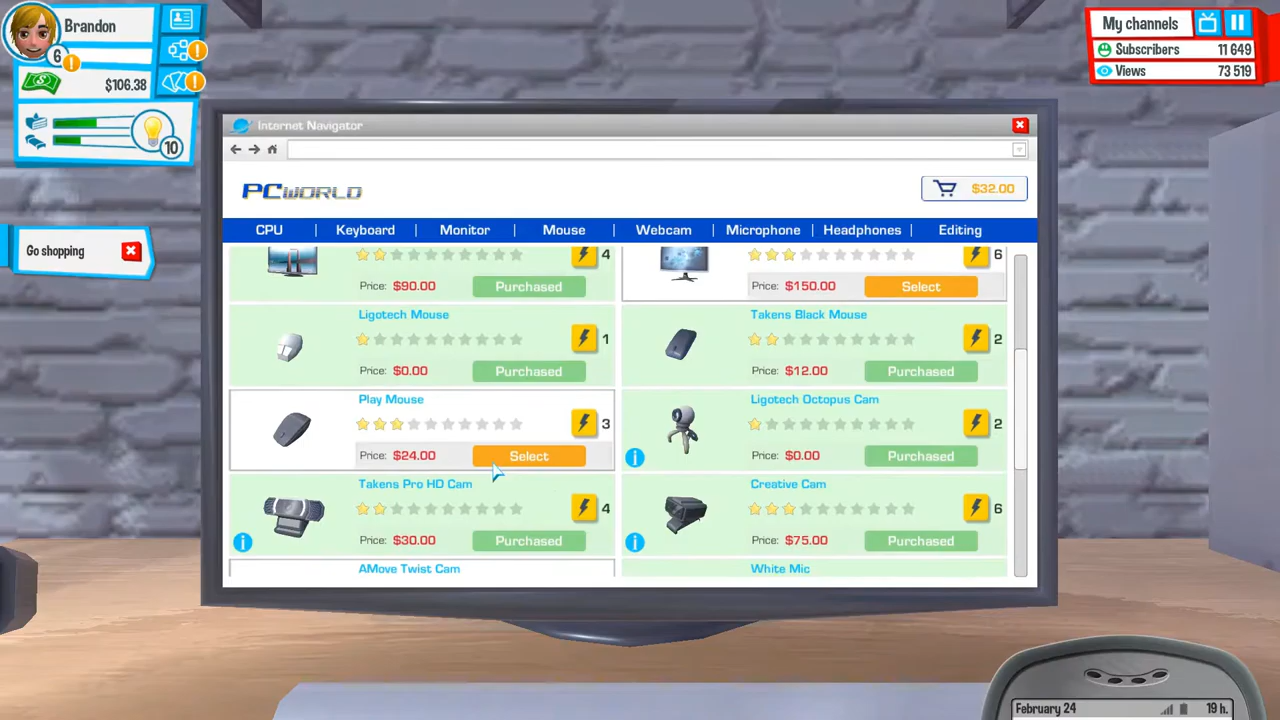 Brandon
6
$106.38
10
My channels
Subscribers 11 649
Views 73 519
Go shopping
Internet Navigator
PCWORLD
$32.00
CPU Keyboard Monitor Mouse Webcam Microphone Headphones Editing
4
Price: $90.00 Purchased
6
Price: $150.00 Select
Ligotech Mouse
1
Price: $0.00 Purchased
Takens Black Mouse
2
Price: $12.00 Purchased
Play Mouse
3
Price: $24.00 Select
Ligotech Octopus Cam
2
Price: $0.00 Purchased
Takens Pro HD Cam
4
Price: $30.00 Purchased
Creative Cam
6
Price: $75.00 Purchased
AMove Twist Cam
White Mic
February 24 19 h.